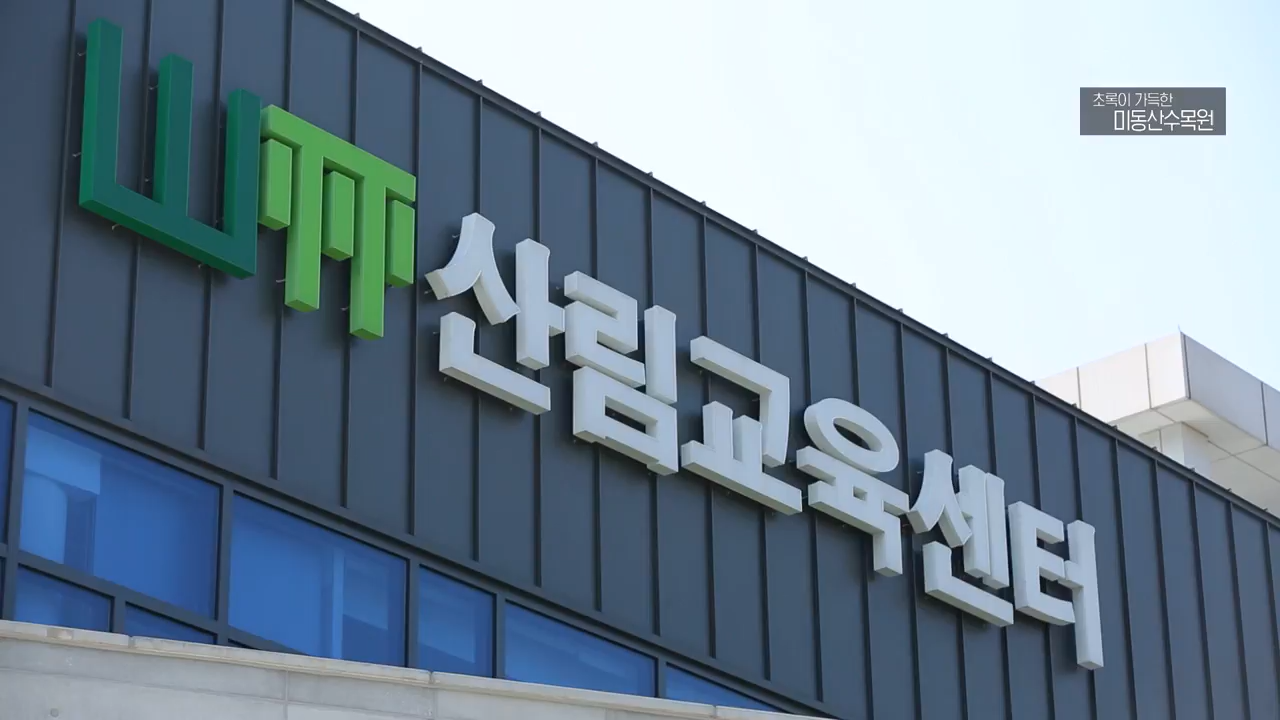 초록이 가득한
미동산수목원
산림교육센터